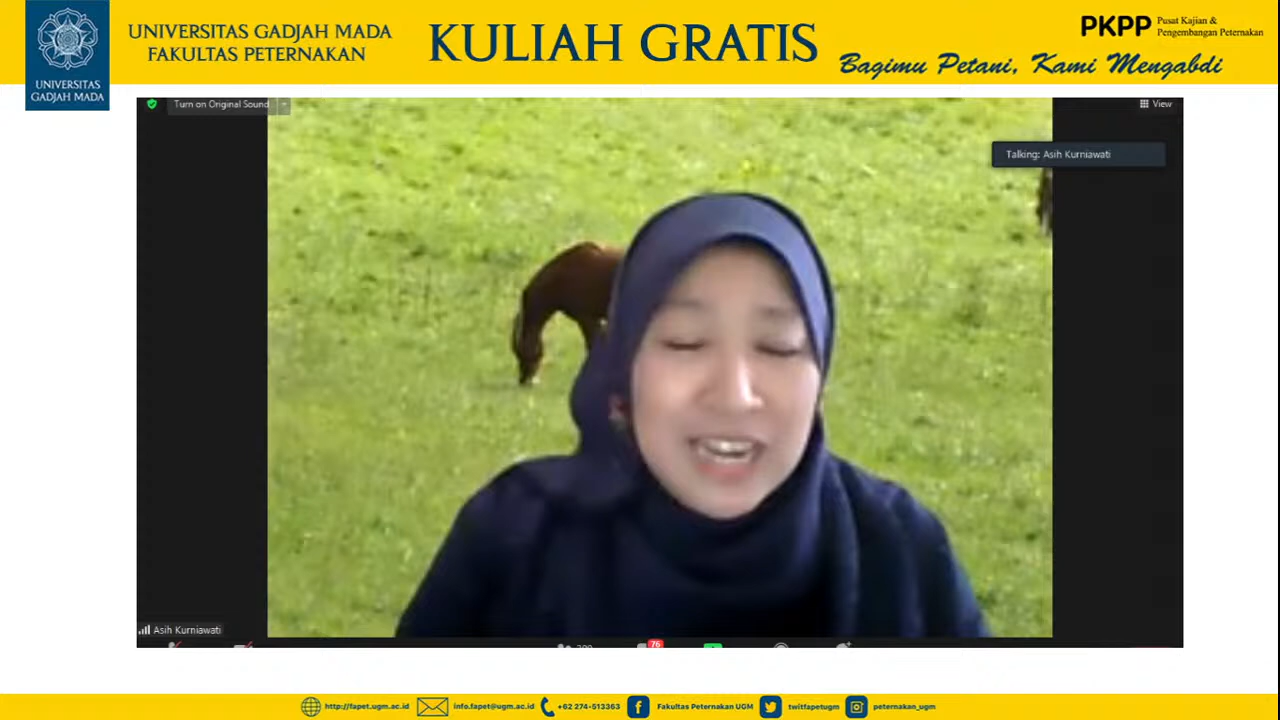 UNIVERSITAS GADJAH MADA
FAKULTAS PETERNAKAN
KULIAH GRATIS
PKPP
Pusat Kajian &
Pengembangan Peternakan
Bagimu Petani, Kami Mengabdi
UNIVERSITAS
GADJAH MADA
Turn on Original Sound
View
Talking: Asih Kurniawati
Asih Kurniawati
76
http://fapet.ugm.ac.id
info.fapet@ugm.ac.id
+62 274-513363
Fakultas Peternakan UGM
twitfapetugm
peternakan_ugm